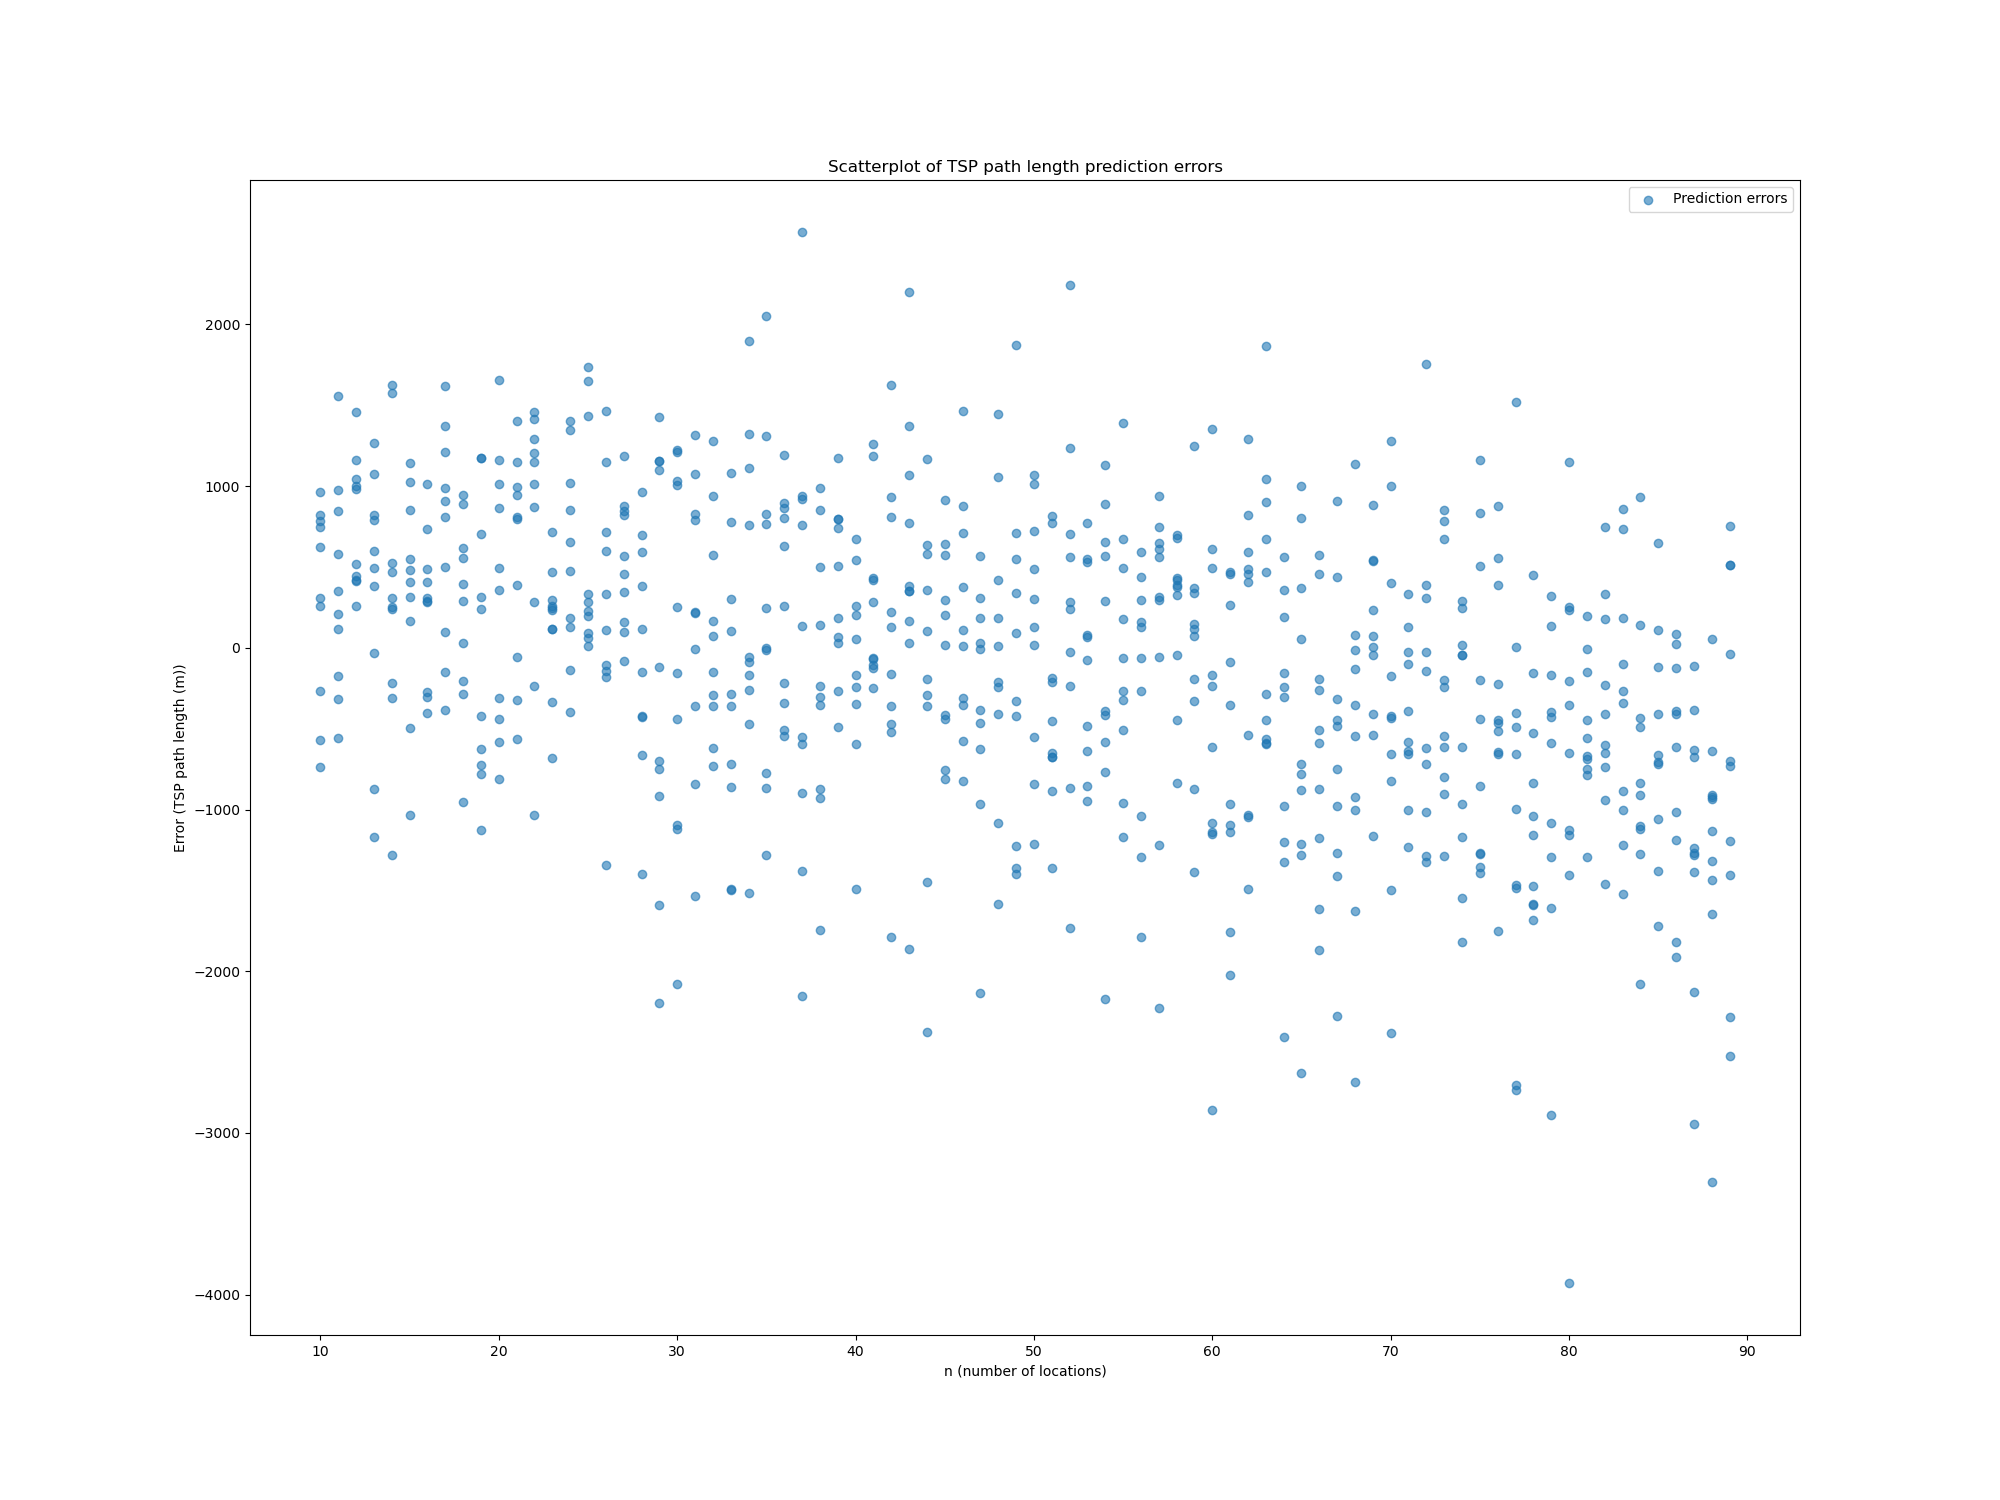 Scatterplot of TSP path length prediction errors
Prediction errors
2000
1000
0
−1000
−2000
−3000
−4000
Error (TSP path length (m))
10 20 30 40 50 60 70 80 90
n (number of locations)